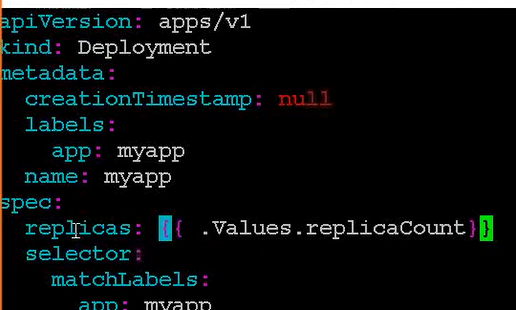 apiVersion: apps/v1
kind: Deployment
metadata:
  creationTimestamp: null
  labels:
    app: myapp
  name: myapp
spec:
  replicas: {{ .Values.replicaCount}}
  selector:
    matchLabels:
      app: myapp